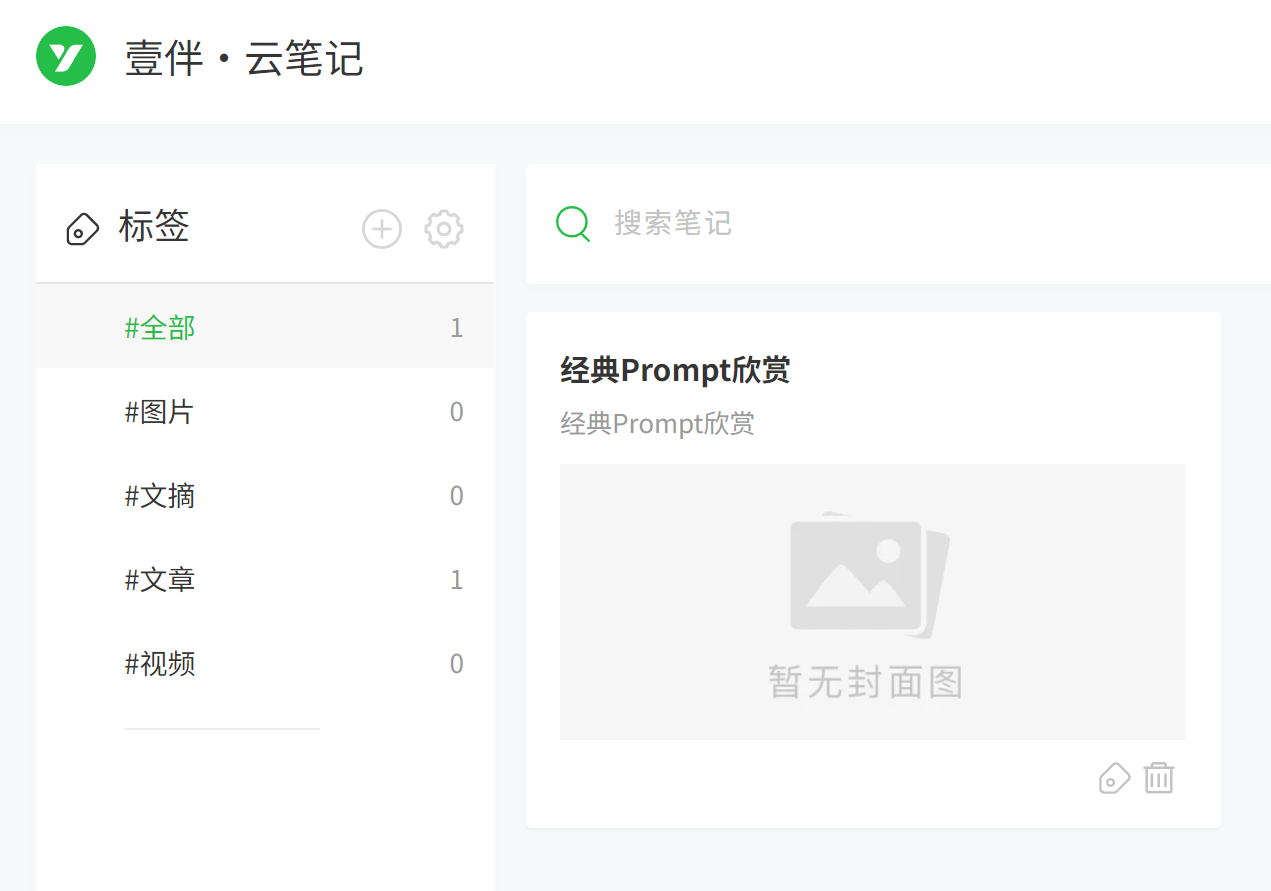 壹伴·云笔记
标签
#全部 1
#图片 0
#文摘 0
#文章 1
#视频 0
搜索笔记
经典Prompt欣赏
经典Prompt欣赏
暂无封面图